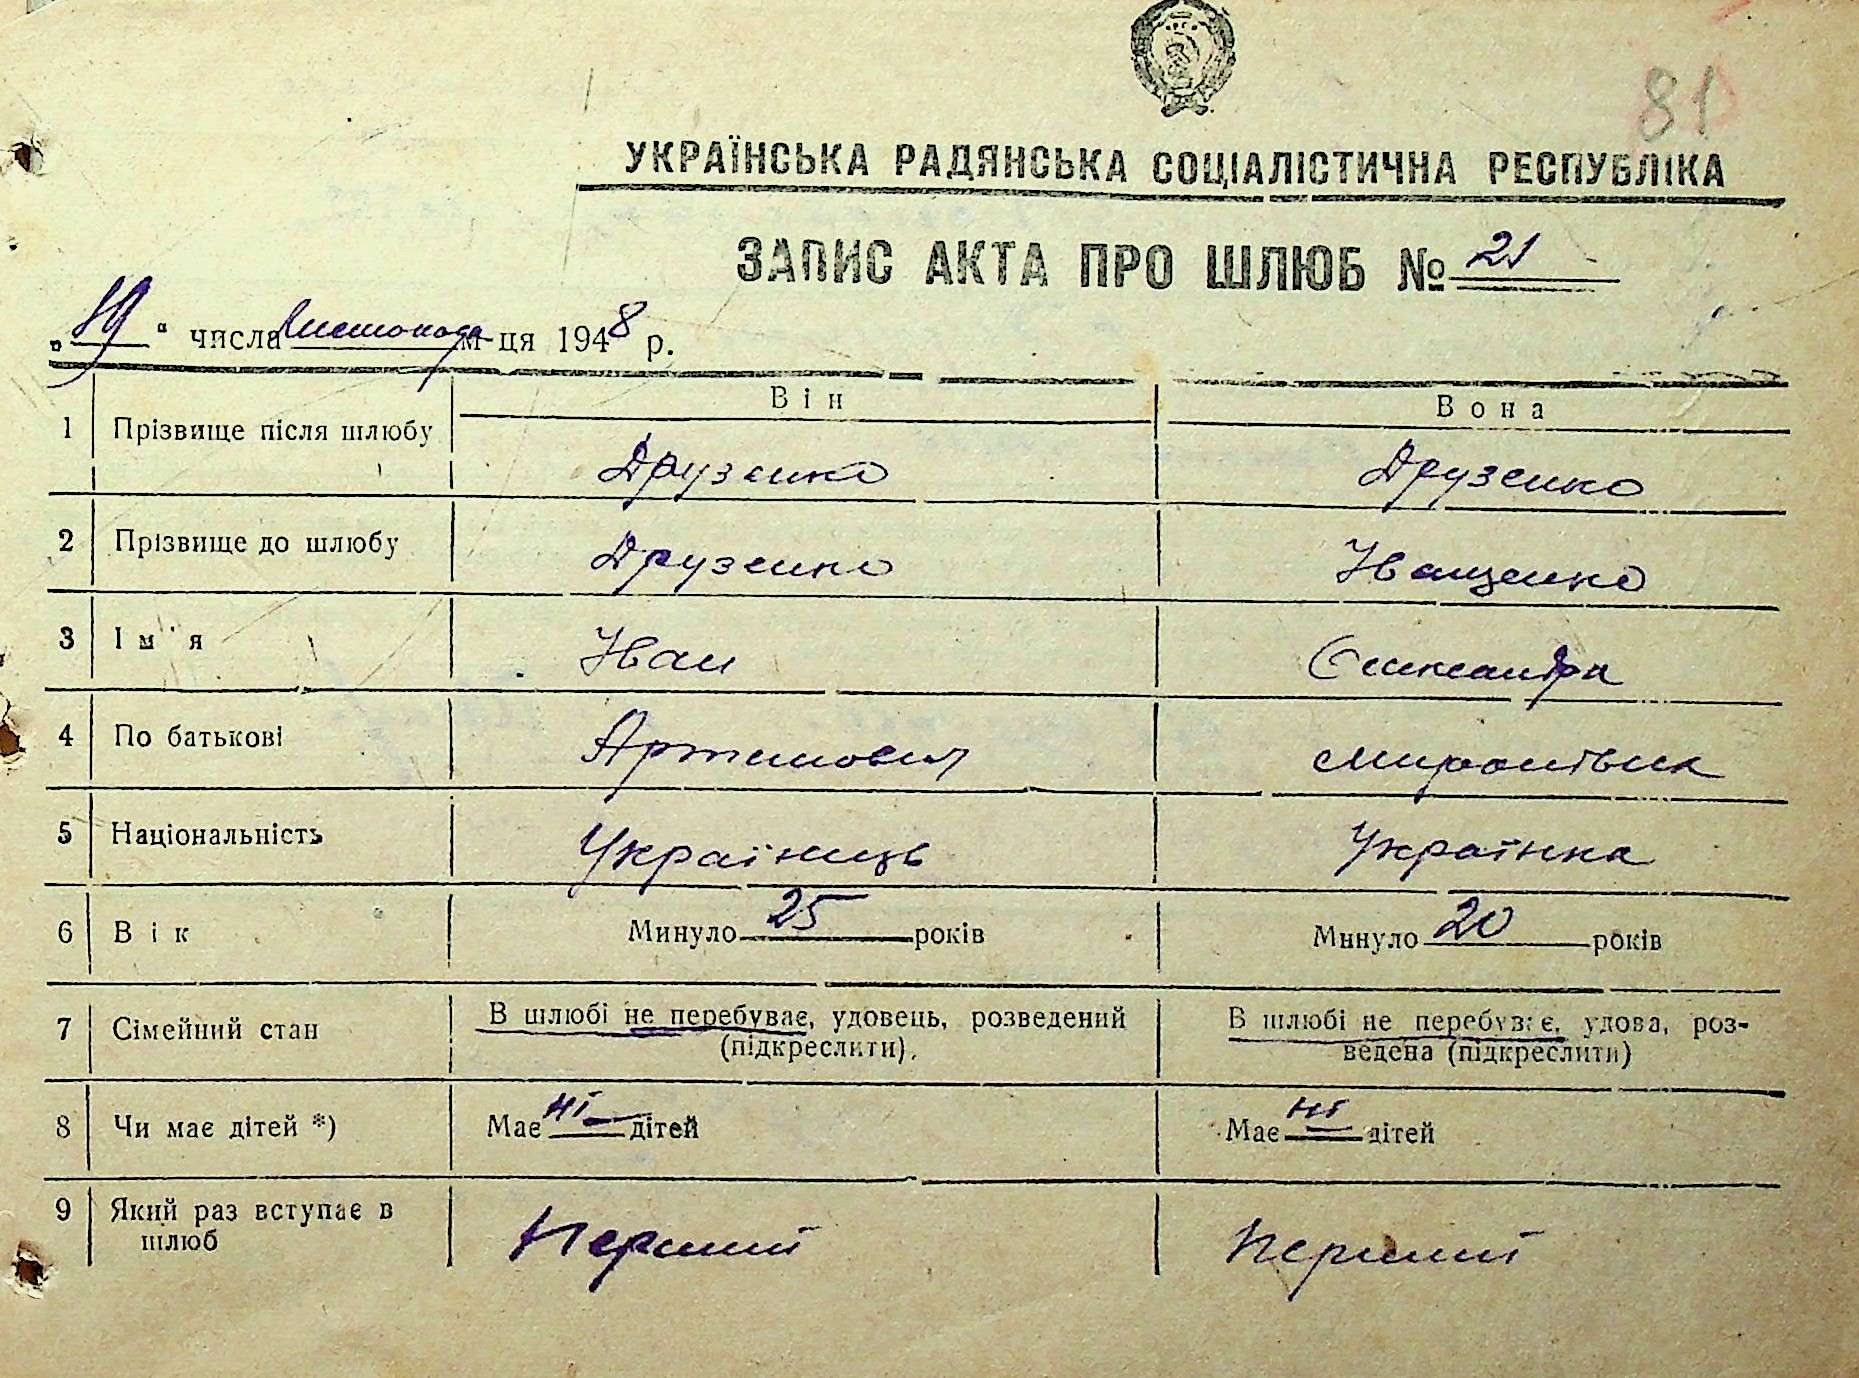 81
УКРАЇНСЬКА РАДЯНСЬКА СОЦІАЛІСТИЧНА РЕСПУБЛІКА
ЗАПИС АКТА ПРО ШЛЮБ № 21
„19“ числа листопада м-ця 1948 р.
Він Вона
1 Прізвище після шлюбу Друзенко Друзенко
2 Прізвище до шлюбу Друзенко Іващенко
3 Ім'я Іван Олександра
4 По батькові Артемович Миронівна
5 Національність Українець Українка
6 Вік Минуло 25 років Минуло 20 років
7 Сімейний стан В шлюбі не перебуває, удовець, розведений В шлюбі не перебуває, удова, роз-
(підкреслити). ведена (підкреслити)
8 Чи має дітей *) Має ні дітей Має ні дітей
9 Який раз вступає в Перший Перший
шлюб